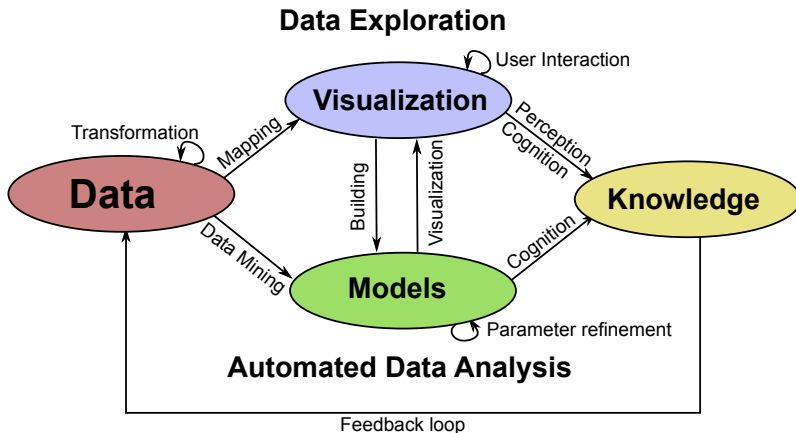 Data Exploration
User Interaction
Visualization
Transformation
Mapping
Perception
Cognition
Data
Building
Visualization
Knowledge
Data Mining
Cognition
Models
Parameter refinement
Automated Data Analysis
Feedback loop